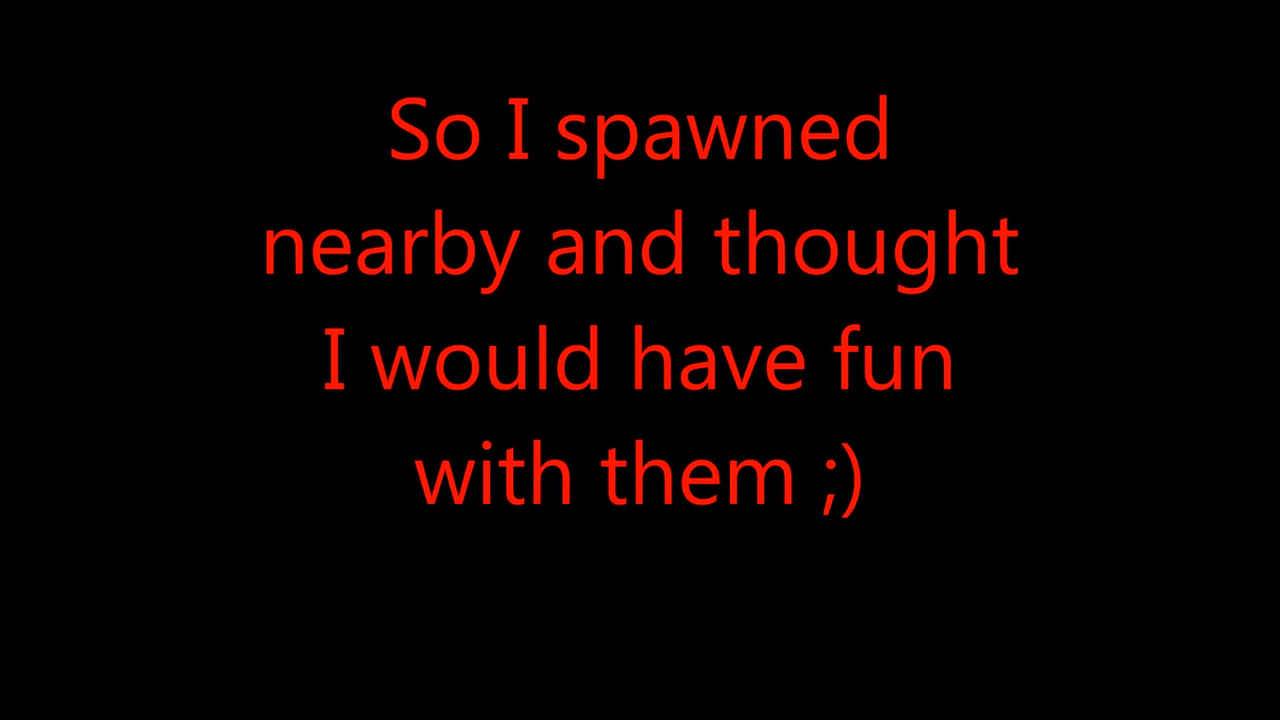 So I spawned
nearby and thought
I would have fun
with them ;)